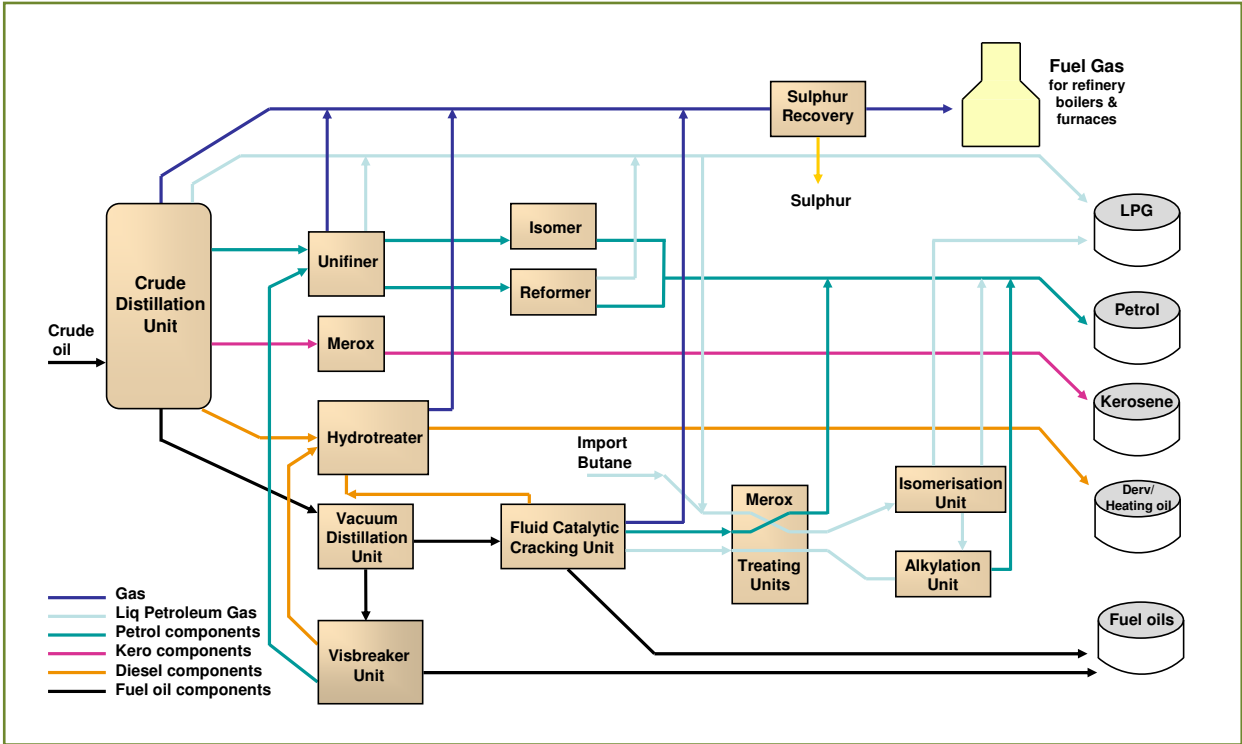 Fuel Gas
for refinery
boilers &
furnaces
Sulphur
Recovery
Sulphur
LPG
Isomer
Unifiner
Reformer
Crude
Distillation
Unit
Petrol
Crude
oil
Merox
Kerosene
Hydrotreater
Import
Butane
Isomerisation
Unit
Derv/
Heating oil
Merox
Treating
Units
Vacuum
Distillation
Unit
Fluid Catalytic
Cracking Unit
Alkylation
Unit
Fuel oils
Visbreaker
Unit
Gas
Liq Petroleum Gas
Petrol components
Kero components
Diesel components
Fuel oil components